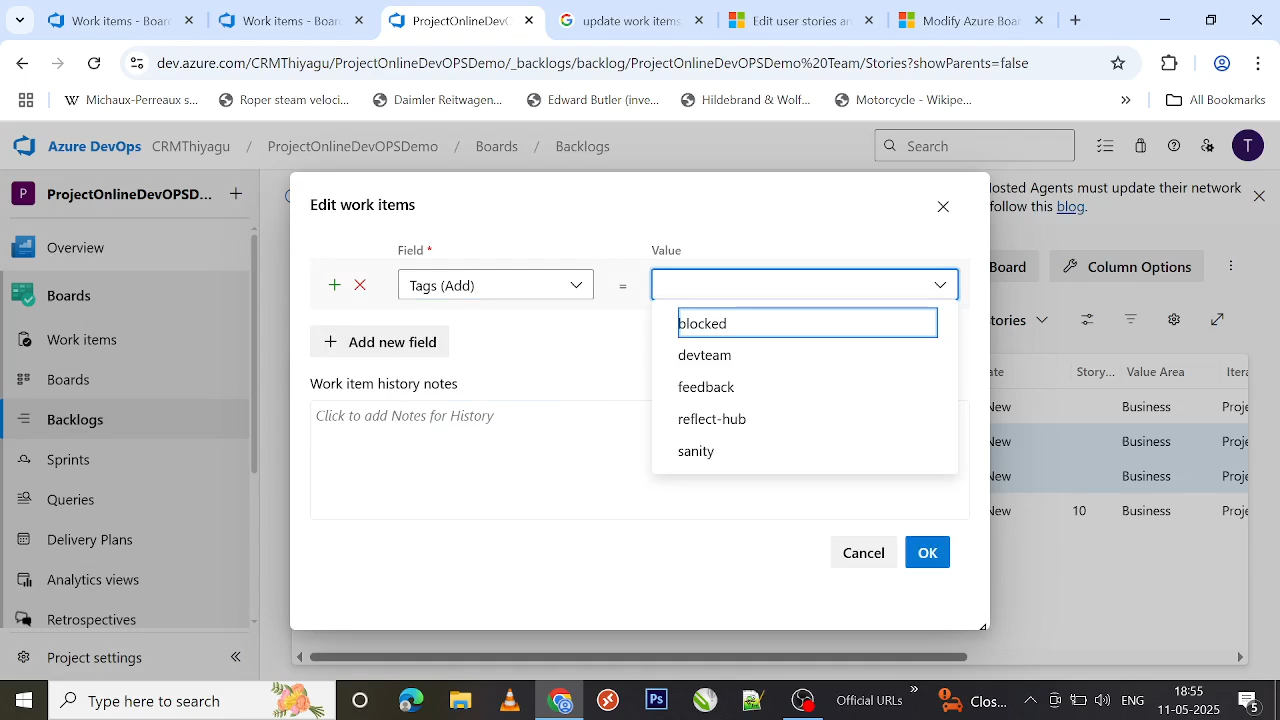 Work items - Boar
Work items - Boar
ProjectOnlineDevO
update work items
Edit user stories an
Modify Azure Boar
dev.azure.com/CRMThiyagu/ProjectOnlineDevOPSDemo/_backlogs/backlog/ProjectOnlineDevOPSDemo%20Team/Stories?showParents=false
Michaux-Perreaux s...
Roper steam veloci...
Daimler Reitwagen...
Edward Butler (inve...
Hildebrand & Wolf...
Motorcycle - Wikipe...
All Bookmarks
Azure DevOps
CRMThiyagu / ProjectOnlineDevOPSDemo / Boards / Backlogs
Search
T
P
ProjectOnlineDevOPSD...
Overview
Boards
Work items
Boards
Backlogs
Sprints
Queries
Delivery Plans
Analytics views
Retrospectives
Project settings
osted Agents must update their network
follow this blog.
Board
Column Options
tories
ate
Story...
Value Area
Itera
New
Business
Proje
New
Business
Proje
New
Business
Proje
New
10
Business
Proje
Edit work items
Field *
Value
Tags (Add)
=
blocked
devteam
feedback
reflect-hub
sanity
Add new field
Work item history notes
Click to add Notes for History
Cancel
OK
Type here to search
Ps
Official URLs
Clos...
ENG
18:55
11-05-2025
5